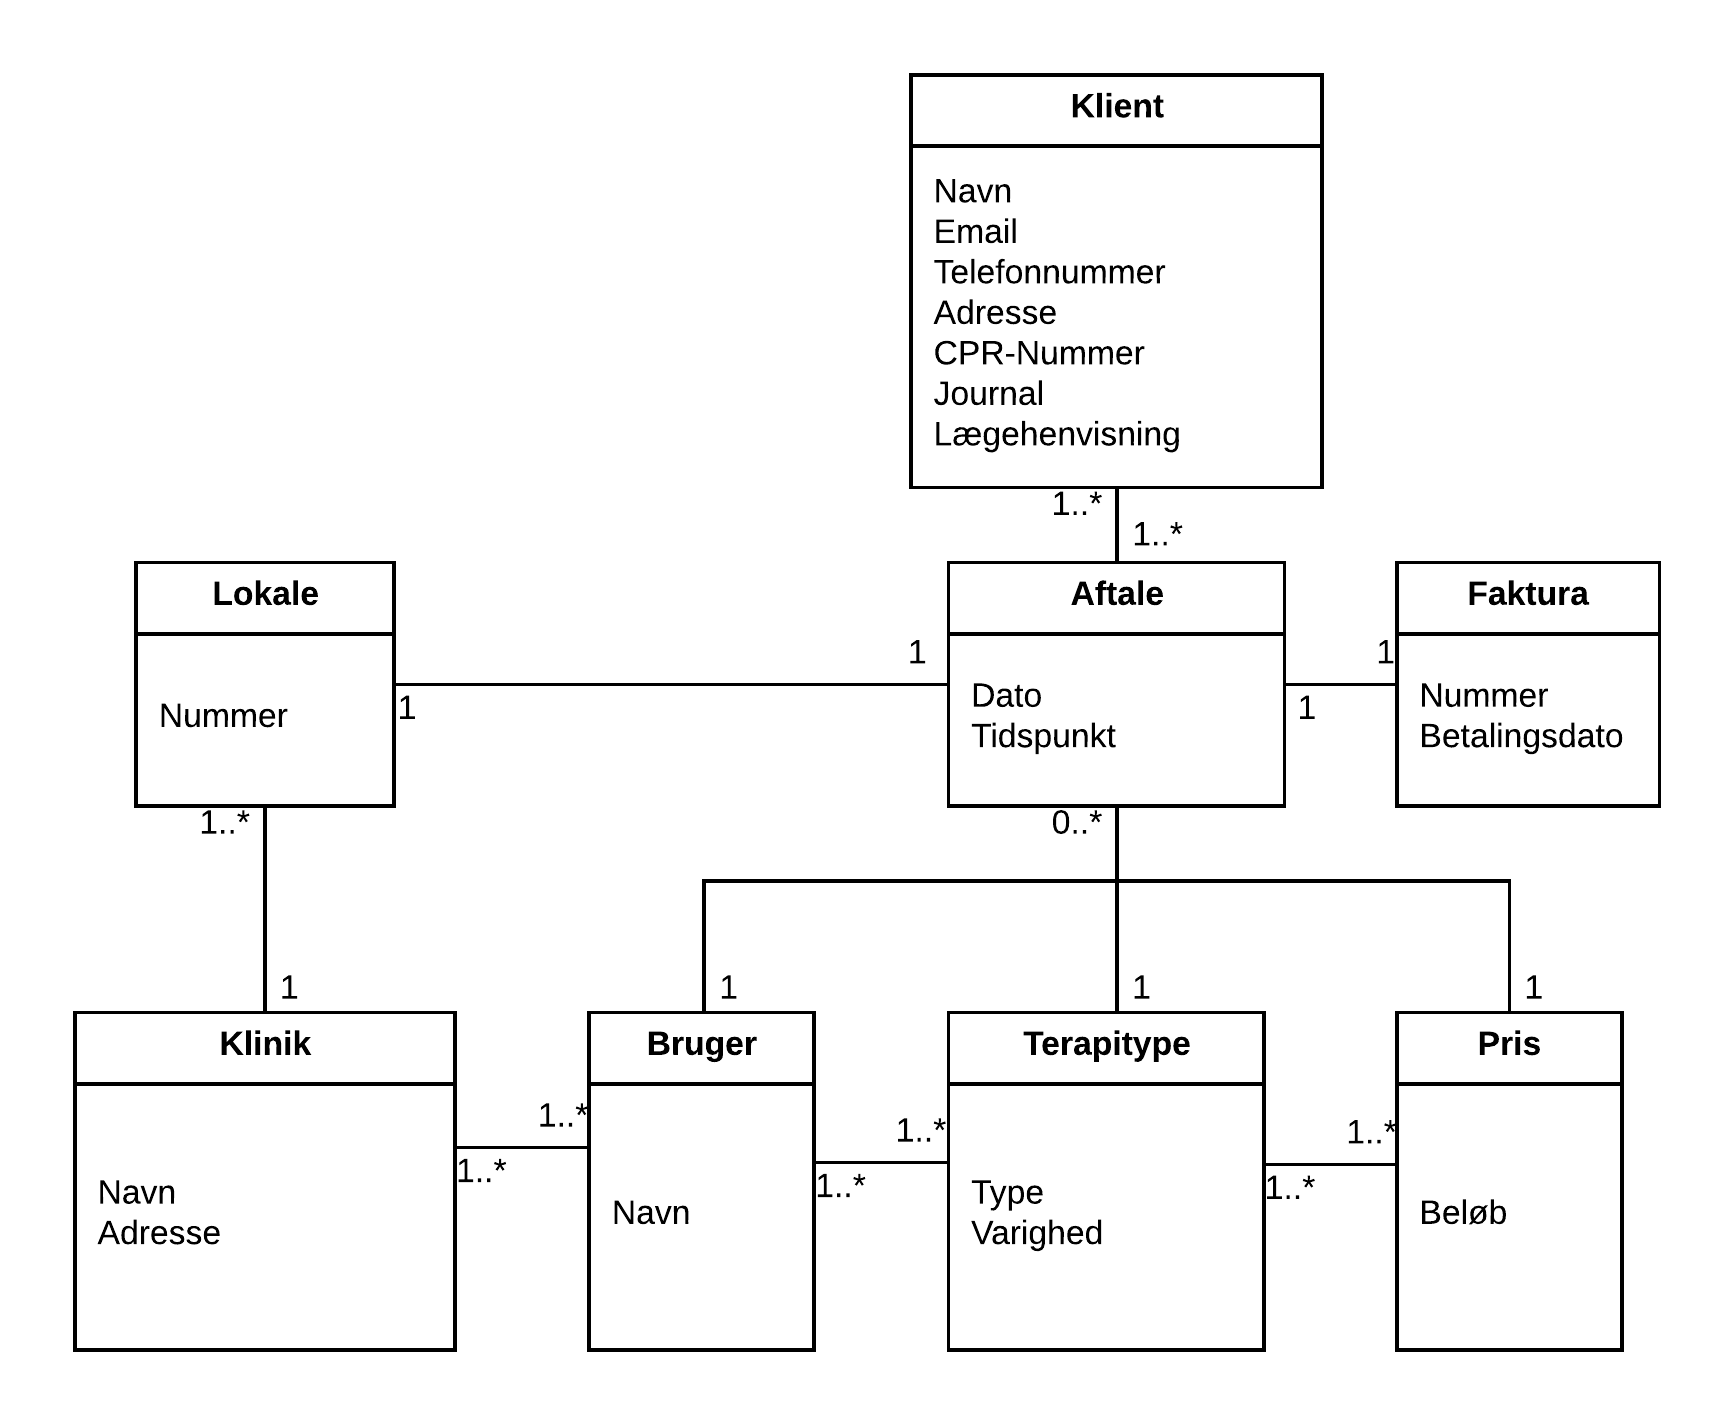 Klient
Navn
Email
Telefonnummer
Adresse
CPR-Nummer
Journal
Lægehenvisning
1..*
1..*
Lokale
Nummer
1
1
1..*
Aftale
Dato
Tidspunkt
1
1
0..*
Faktura
Nummer
Betalingsdato
1
1
1
1
Klinik
Navn
Adresse
1..*
1..*
Bruger
Navn
1..*
1..*
Terapitype
Type
Varighed
1..*
1..*
Pris
Beløb